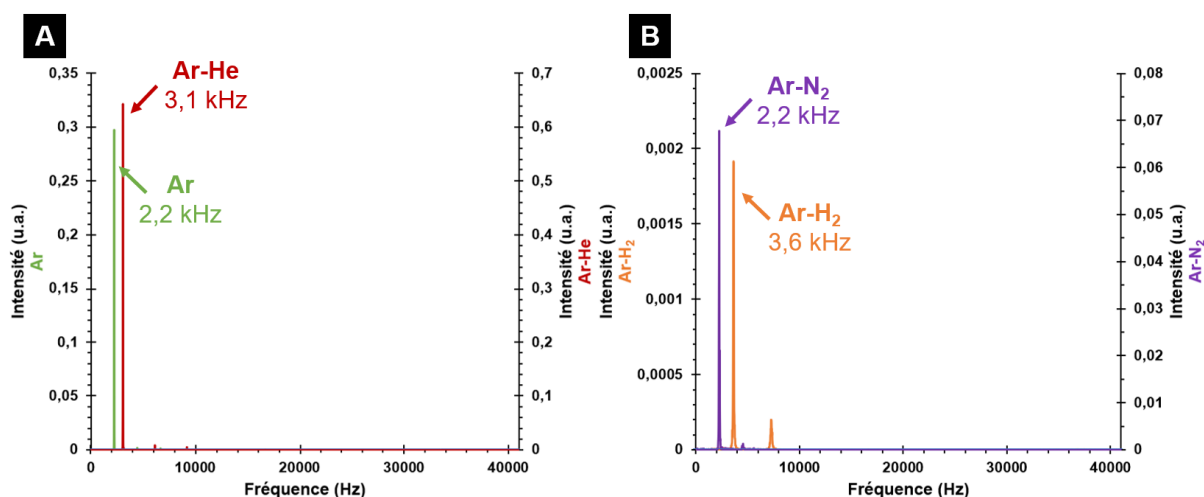 A
0,35
0,3
0,25
0,2
0,15
0,1
0,05
0
Intensité (u.a.)
Ar
Ar-He
3,1 kHz
Ar
2,2 kHz
0,7
0,6
0,5
0,4
0,3
0,2
0,1
0
Intensité (u.a.)
Ar-He
0
10000
20000
30000
40000
Fréquence (Hz)
B
Intensité (u.a.)
Ar-H₂
0,0025
0,002
0,0015
0,001
0,0005
0
Ar-N₂
2,2 kHz
Ar-H₂
3,6 kHz
0,08
0,07
0,06
0,05
0,04
0,03
0,02
0,01
0
Intensité (u.a.)
Ar-N₂
0
10000
20000
30000
40000
Fréquence (Hz)